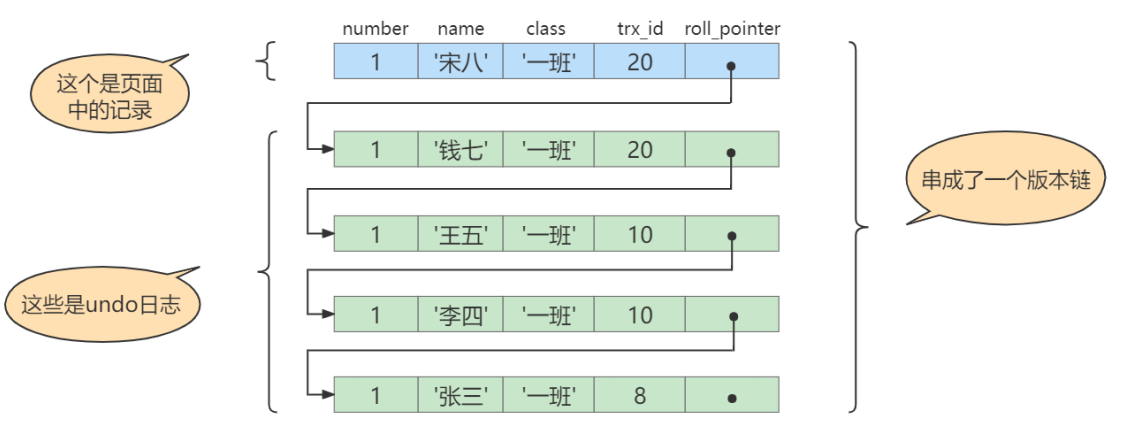 number name class trx_id roll_pointer
1 '宋八' '一班' 20
这个是页面
中的记录
1 '钱七' '一班' 20
串成了一个版本链
1 '王五' '一班' 10
这些是undo日志
1 '李四' '一班' 10
1 '张三' '一班' 8